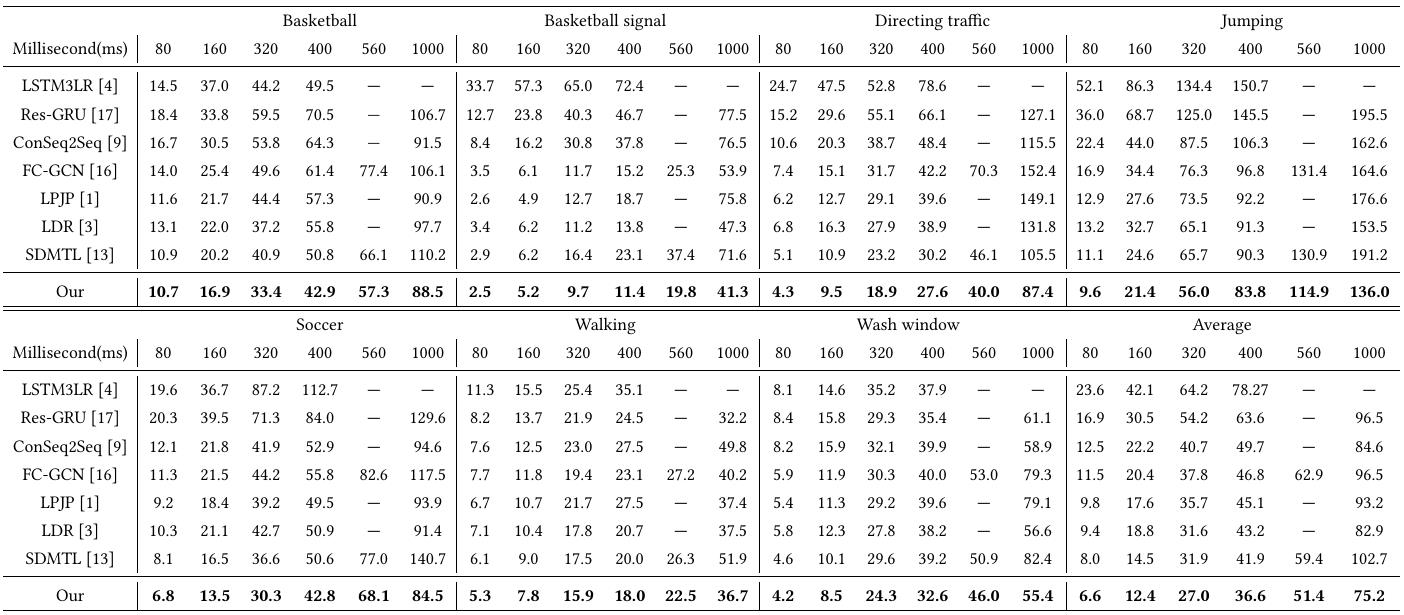 Basketball Basketball signal Directing traffic Jumping
Millisecond(ms) 80 160 320 400 560 1000 80 160 320 400 560 1000 80 160 320 400 560 1000 80 160 320 400 560 1000
LSTM3LR [4] 14.5 37.0 44.2 49.5 — — 33.7 57.3 65.0 72.4 — — 24.7 47.5 52.8 78.6 — — 52.1 86.3 134.4 150.7 — —
Res-GRU [17] 18.4 33.8 59.5 70.5 — 106.7 12.7 23.8 40.3 46.7 — 77.5 15.2 29.6 55.1 66.1 — 127.1 36.0 68.7 125.0 145.5 — 195.5
ConSeq2Seq [9] 16.7 30.5 53.8 64.3 — 91.5 8.4 16.2 30.8 37.8 — 76.5 10.6 20.3 38.7 48.4 — 115.5 22.4 44.0 87.5 106.3 — 162.6
FC-GCN [16] 14.0 25.4 49.6 61.4 77.4 106.1 3.5 6.1 11.7 15.2 25.3 53.9 7.4 15.1 31.7 42.2 70.3 152.4 16.9 34.4 76.3 96.8 131.4 164.6
LPJP [1] 11.6 21.7 44.4 57.3 — 90.9 2.6 4.9 12.7 18.7 — 75.8 6.2 12.7 29.1 39.6 — 149.1 12.9 27.6 73.5 92.2 — 176.6
LDR [3] 13.1 22.0 37.2 55.8 — 97.7 3.4 6.2 11.2 13.8 — 47.3 6.8 16.3 27.9 38.9 — 131.8 13.2 32.7 65.1 91.3 — 153.5
SDMTL [13] 10.9 20.2 40.9 50.8 66.1 110.2 2.9 6.2 16.4 23.1 37.4 71.6 5.1 10.9 23.2 30.2 46.1 105.5 11.1 24.6 65.7 90.3 130.9 191.2
Our 10.7 16.9 33.4 42.9 57.3 88.5 2.5 5.2 9.7 11.4 19.8 41.3 4.3 9.5 18.9 27.6 40.0 87.4 9.6 21.4 56.0 83.8 114.9 136.0
Soccer Walking Wash window Average
Millisecond(ms) 80 160 320 400 560 1000 80 160 320 400 560 1000 80 160 320 400 560 1000 80 160 320 400 560 1000
LSTM3LR [4] 19.6 36.7 87.2 112.7 — — 11.3 15.5 25.4 35.1 — — 8.1 14.6 35.2 37.9 — — 23.6 42.1 64.2 78.27 — —
Res-GRU [17] 20.3 39.5 71.3 84.0 — 129.6 8.2 13.7 21.9 24.5 — 32.2 8.4 15.8 29.3 35.4 — 61.1 16.9 30.5 54.2 63.6 — 96.5
ConSeq2Seq [9] 12.1 21.8 41.9 52.9 — 94.6 7.6 12.5 23.0 27.5 — 49.8 8.2 15.9 32.1 39.9 — 58.9 12.5 22.2 40.7 49.7 — 84.6
FC-GCN [16] 11.3 21.5 44.2 55.8 82.6 117.5 7.7 11.8 19.4 23.1 27.2 40.2 5.9 11.9 30.3 40.0 53.0 79.3 11.5 20.4 37.8 46.8 62.9 96.5
LPJP [1] 9.2 18.4 39.2 49.5 — 93.9 6.7 10.7 21.7 27.5 — 37.4 5.4 11.3 29.2 39.6 — 79.1 9.8 17.6 35.7 45.1 — 93.2
LDR [3] 10.3 21.1 42.7 50.9 — 91.4 7.1 10.4 17.8 20.7 — 37.5 5.8 12.3 27.8 38.2 — 56.6 9.4 18.8 31.6 43.2 — 82.9
SDMTL [13] 8.1 16.5 36.6 50.6 77.0 140.7 6.1 9.0 17.5 20.0 26.3 51.9 4.6 10.1 29.6 39.2 50.9 82.4 8.0 14.5 31.9 41.9 59.4 102.7
Our 6.8 13.5 30.3 42.8 68.1 84.5 5.3 7.8 15.9 18.0 22.5 36.7 4.2 8.5 24.3 32.6 46.0 55.4 6.6 12.4 27.0 36.6 51.4 75.2